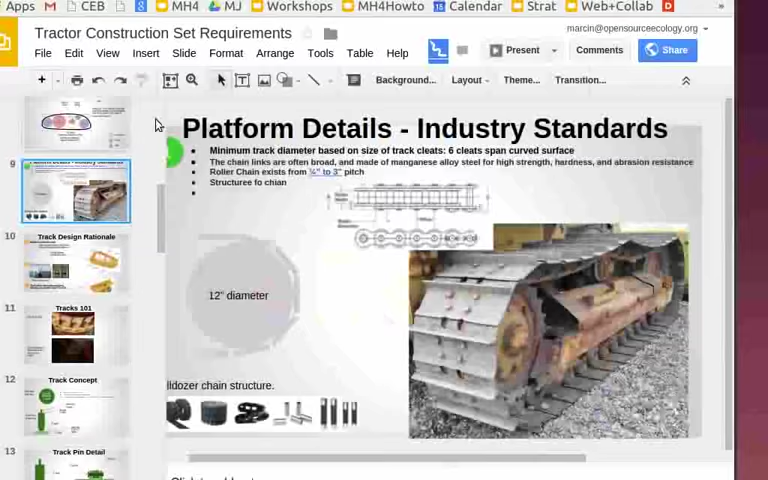 Apps CEB MH4 MJ Workshops MH4Howto Calendar Strat Web+Collab
Tractor Construction Set Requirements
marcin@opensourceecology.org
File Edit View Insert Slide Format Arrange Tools Table Help
Present Comments Share
Background... Layout Theme... Transition...
Platform Details - Industry Standards
Minimum track diameter based on size of track cleats: 6 cleats span curved surface
The chain links are often broad, and made of manganese alloy steel for high strength, hardness, and abrasion resistance
Roller Chain exists from ¼" to 3" pitch
Structuree fo chian
12" diameter
lldozer chain structure.
9
10
Track Design Rationale
11
Tracks 101
12
Track Concept
13
Track Pin Detail